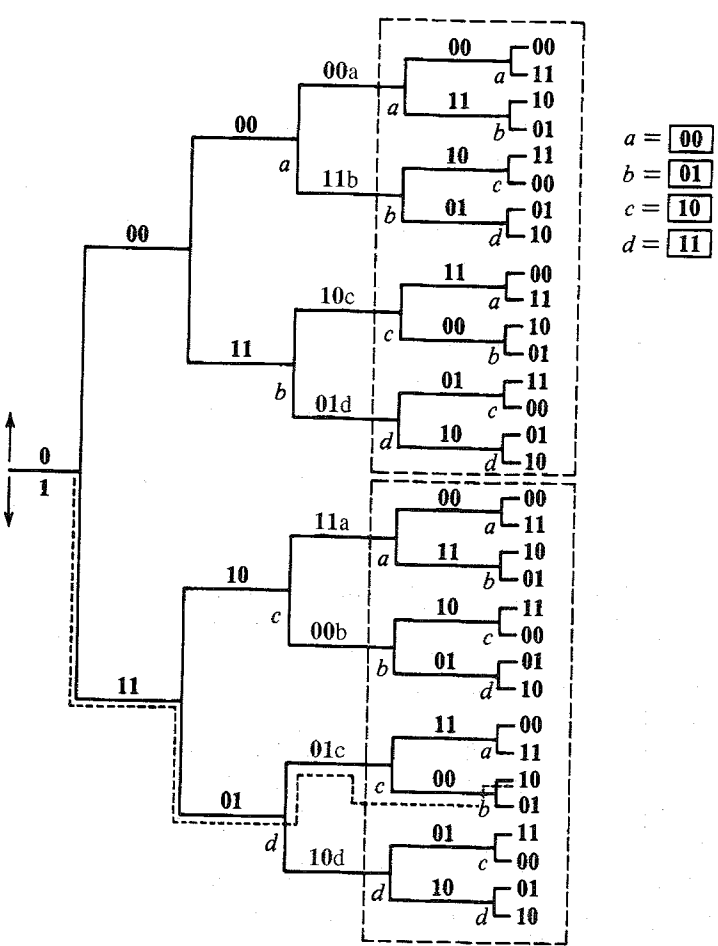 00 00
00a a 11
a 11 10
00 b 01
a 10 11
11b c 00
b 01 01
00 d 10
11 00
10c a 11
c 00 10
11 b 01
b 01 11
01d c 00
d 10 01
0 d 10
1
00 00
11a a 11
a 11 10
10 b 01
c 10 11
00b c 00
b 01 01
11 d 10
11 00
01c a 11
c 00 10
01 b 01
d 01 11
10d c 00
d 10 01
d 10
a = 00
b = 01
c = 10
d = 11